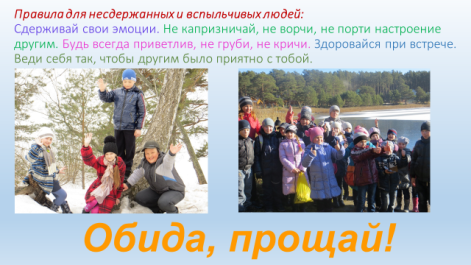 Правила для несдержанных и вспыльчивых людей:
Сдерживай свои эмоции. Не капризничай, не ворчи, не порти настроение
другим. Будь всегда приветлив, не груби, не кричи. Здоровайся при встрече.
Веди себя так, чтобы другим было приятно с тобой.
Обида, прощай!